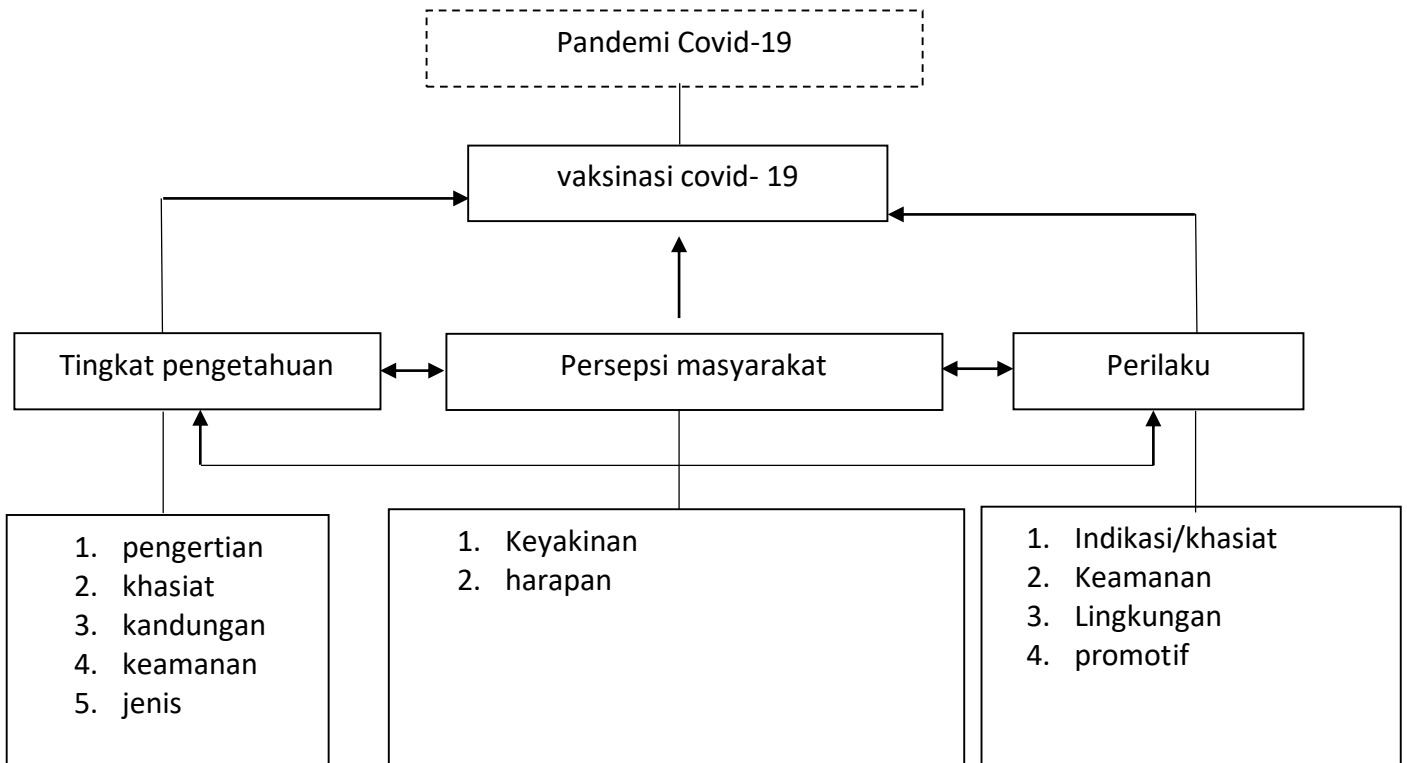 Pandemi Covid-19
vaksinasi covid- 19
Tingkat pengetahuan
Persepsi masyarakat
Perilaku
1. pengertian
2. khasiat
3. kandungan
4. keamanan
5. jenis
1. Keyakinan
2. harapan
1. Indikasi/khasiat
2. Keamanan
3. Lingkungan
4. promotif